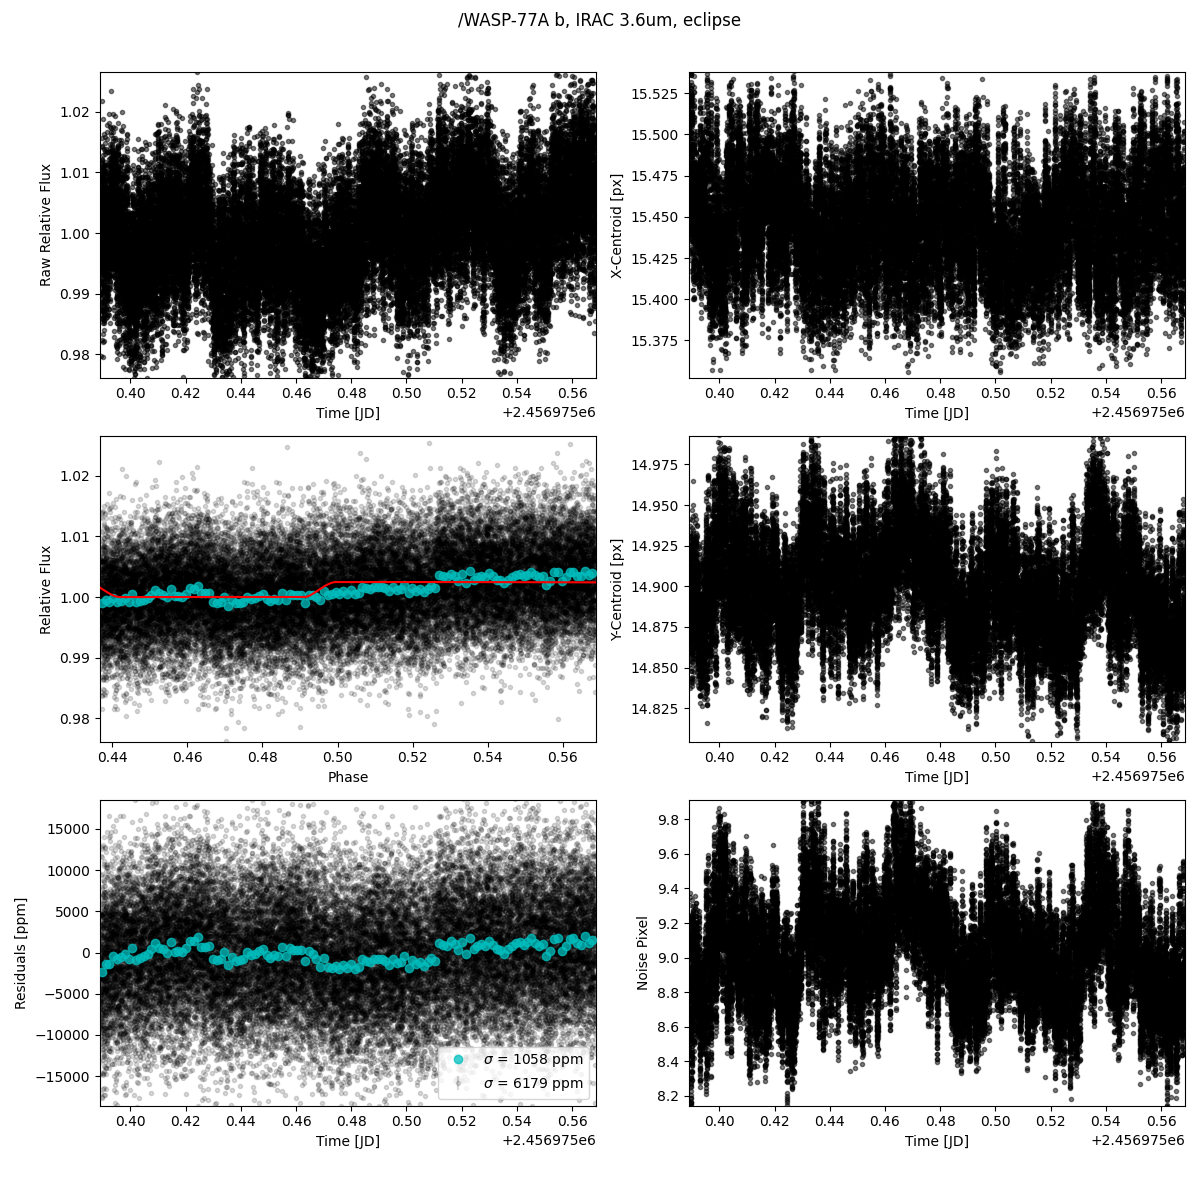 /WASP-77A b, IRAC 3.6um, eclipse
Raw Relative Flux
1.02
1.01
1.00
0.99
0.98
0.40 0.42 0.44 0.46 0.48 0.50 0.52 0.54 0.56
Time [JD]
+2.456975e6
X-Centroid [px]
15.525
15.500
15.475
15.450
15.425
15.400
15.375
0.40 0.42 0.44 0.46 0.48 0.50 0.52 0.54 0.56
Time [JD]
+2.456975e6
Relative Flux
1.02
1.01
1.00
0.99
0.98
0.44 0.46 0.48 0.50 0.52 0.54 0.56
Phase
Y-Centroid [px]
14.975
14.950
14.925
14.900
14.875
14.850
14.825
0.40 0.42 0.44 0.46 0.48 0.50 0.52 0.54 0.56
Time [JD]
+2.456975e6
Residuals [ppm]
15000
10000
5000
0
−5000
−10000
−15000
σ = 1058 ppm
σ = 6179 ppm
0.40 0.42 0.44 0.46 0.48 0.50 0.52 0.54 0.56
Time [JD]
+2.456975e6
Noise Pixel
9.8
9.6
9.4
9.2
9.0
8.8
8.6
8.4
8.2
0.40 0.42 0.44 0.46 0.48 0.50 0.52 0.54 0.56
Time [JD]
+2.456975e6